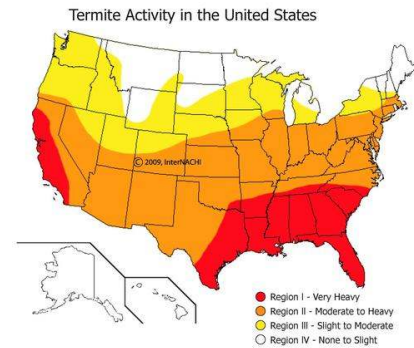 Termite Activity in the United States
© 2009, InterNACHI
Region I - Very Heavy
Region II - Moderate to Heavy
Region III - Slight to Moderate
Region IV - None to Slight